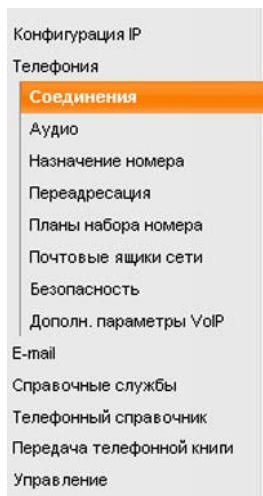 Конфигурация IP
Телефония
Соединения
Аудио
Назначение номера
Переадресация
Планы набора номера
Почтовые ящики сети
Безопасность
Дополн. параметры VoIP
E-mail
Справочные службы
Телефонный справочник
Передача телефонной книги
Управление